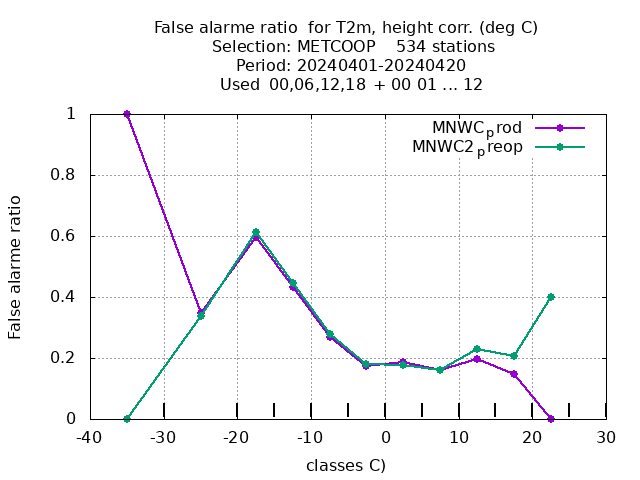 False alarme ratio  for T2m, height corr. (deg C)
Selection: METCOOP    534 stations
Period: 20240401-20240420
Used  00,06,12,18  + 00 01 ... 12
MNWC_prod
MNWC2_preop
False alarme ratio
1
0.8
0.6
0.4
0.2
0
-40 -30 -20 -10 0 10 20 30
classes C)